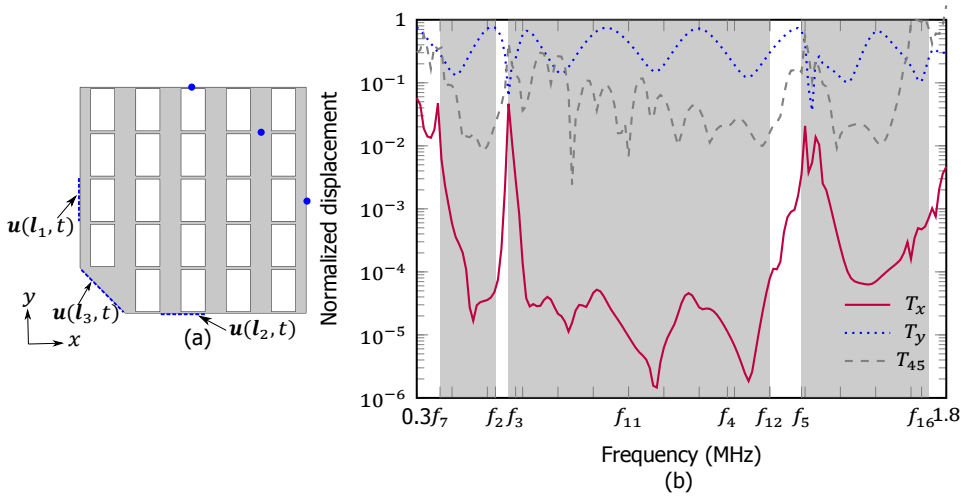 u(l₁, t)
u(l₃, t)
u(l₂, t)
y
x
(a)
Normalized displacement
1
10⁻¹
10⁻²
10⁻³
10⁻⁴
10⁻⁵
10⁻⁶
Tₓ
T_y
T₄₅
0.3 f₇ f₂ f₃ f₁₁ f₄ f₁₂ f₅ f₁₆ 1.8
Frequency (MHz)
(b)